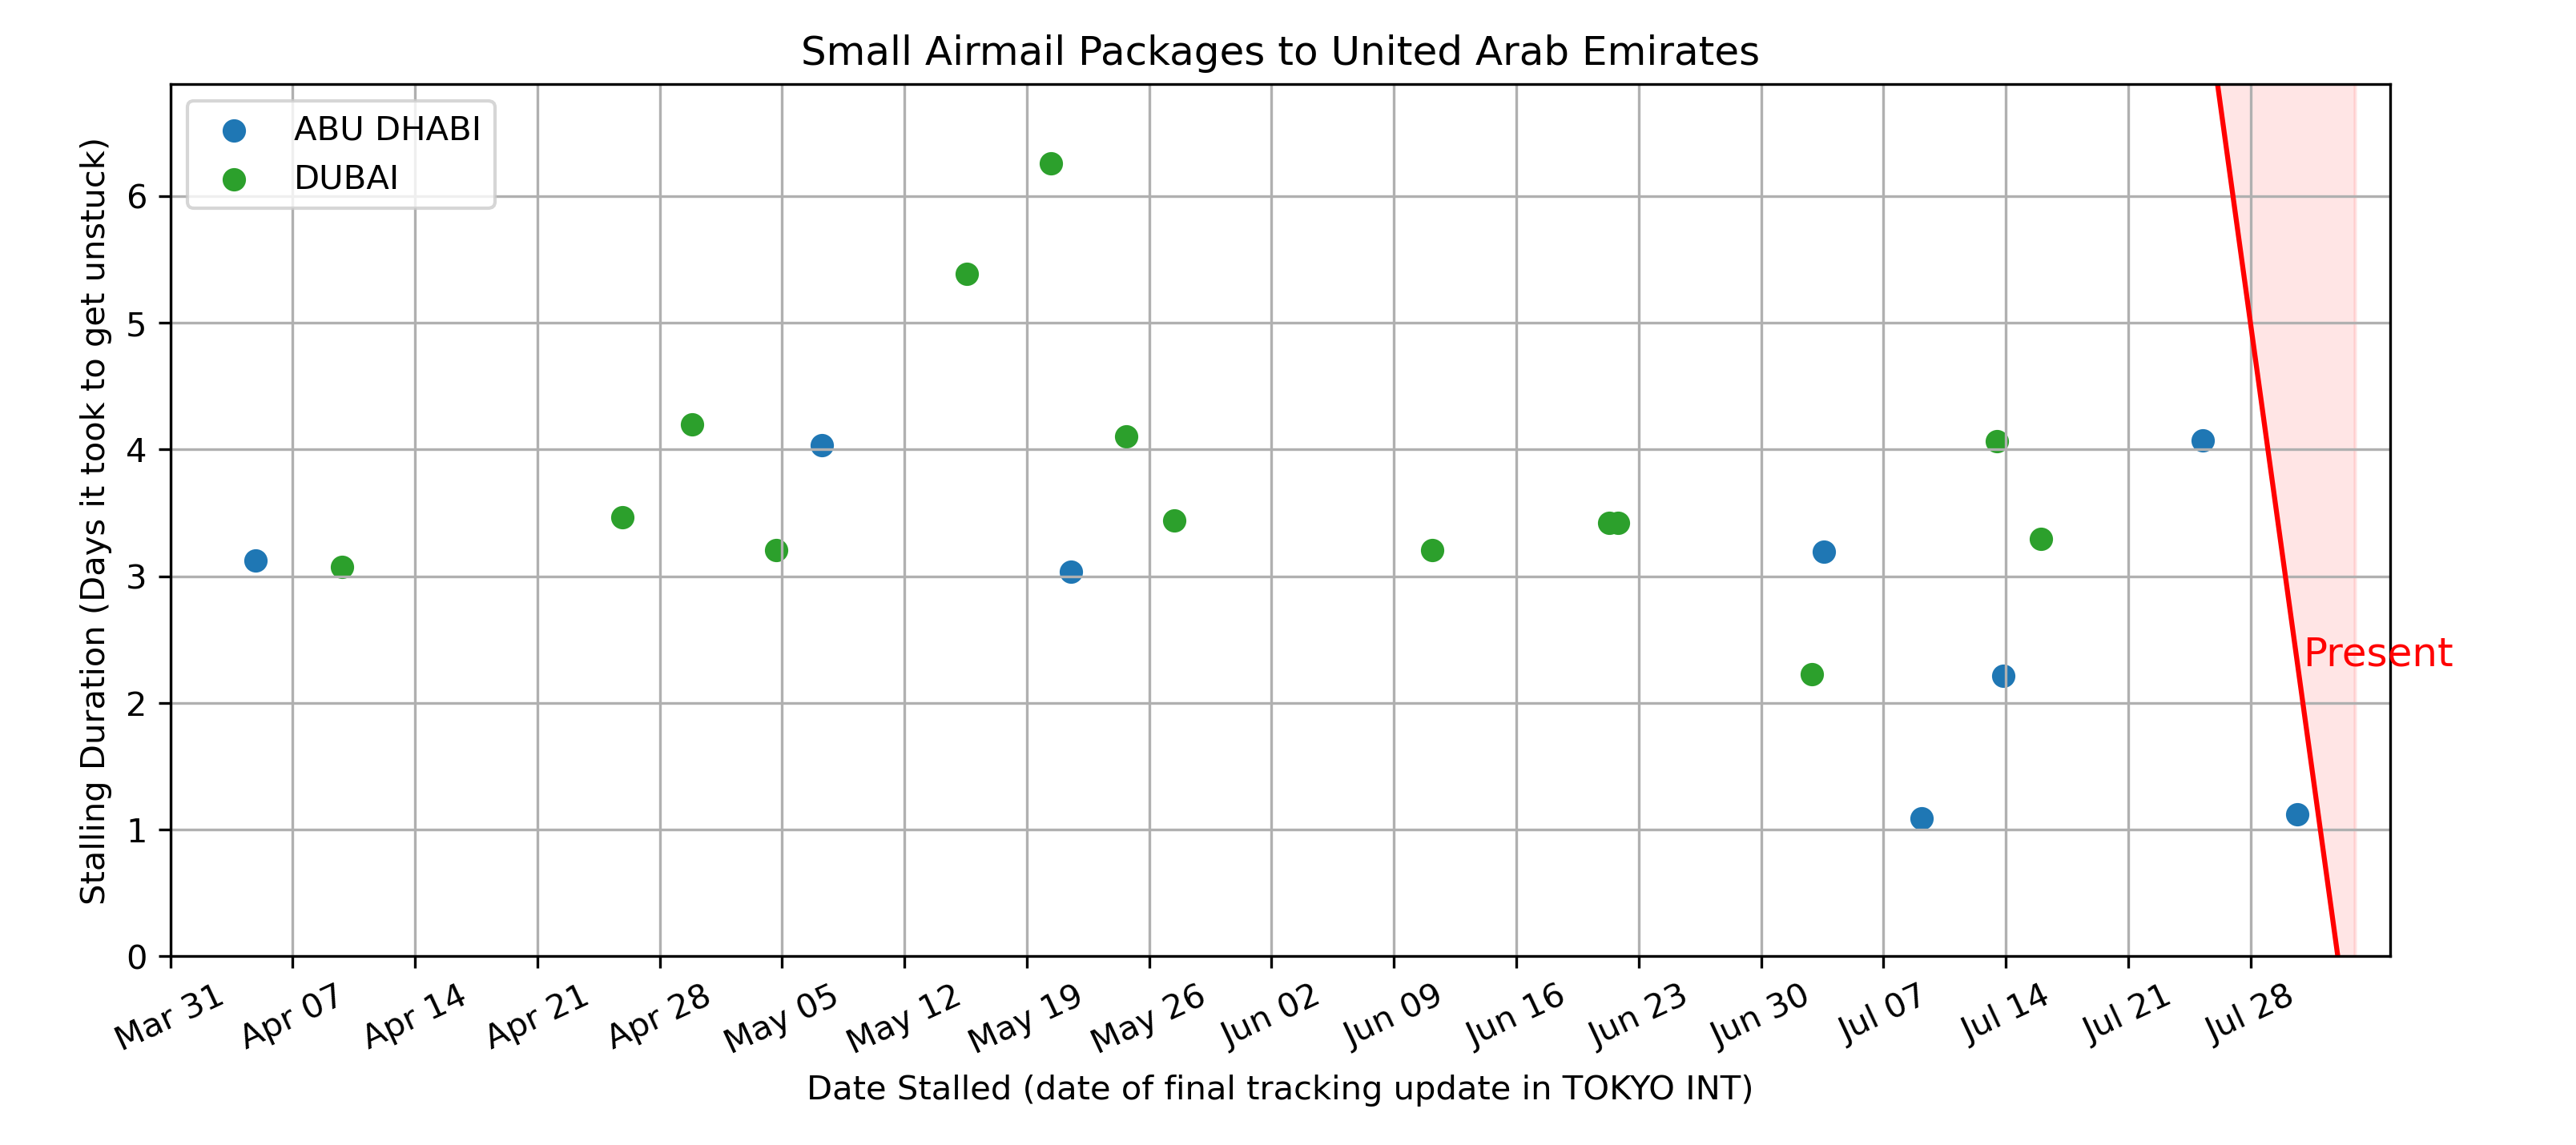 Small Airmail Packages to United Arab Emirates
ABU DHABI
DUBAI
Stalling Duration (Days it took to get unstuck)
6
5
4
3
2
1
0
Present
Mar 31 Apr 07 Apr 14 Apr 21 Apr 28 May 05 May 12 May 19 May 26 Jun 02 Jun 09 Jun 16 Jun 23 Jun 30 Jul 07 Jul 14 Jul 21 Jul 28
Date Stalled (date of final tracking update in TOKYO INT)